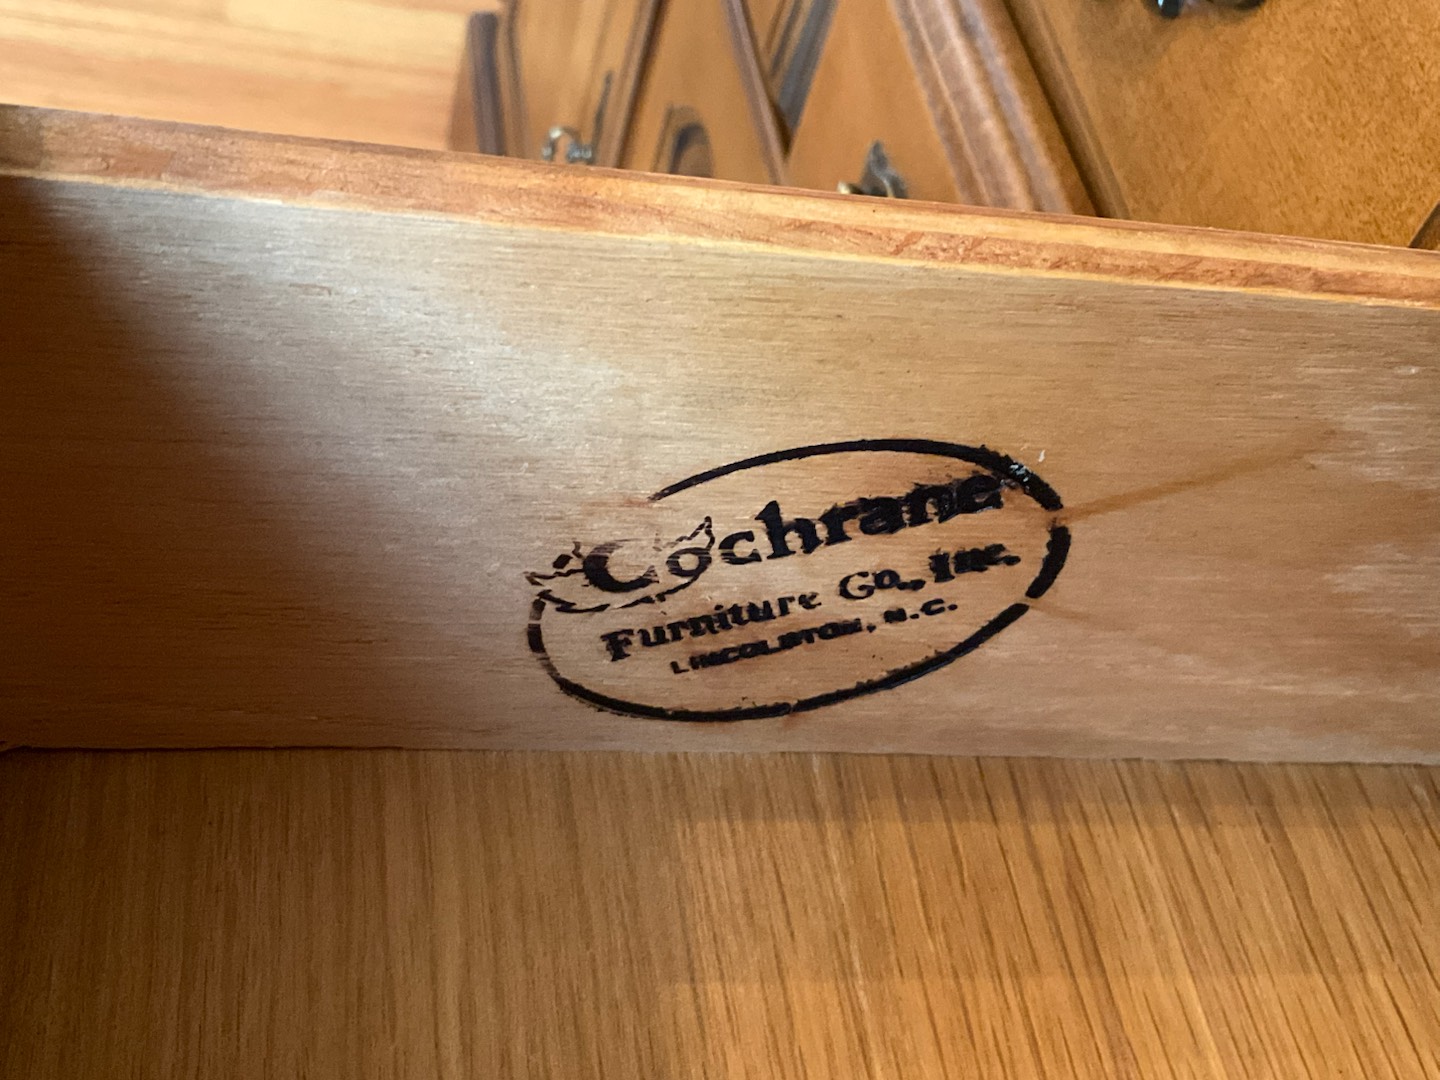 Cochrane
Furniture Co., Inc.
LINCOLNTON, N.C.